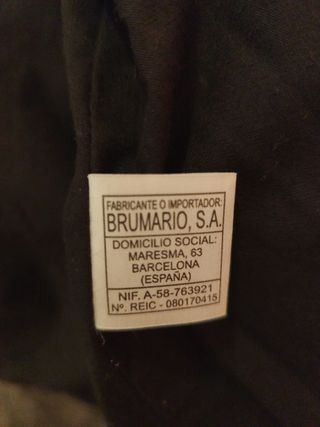 FABRICANTE O IMPORTADOR:
BRUMARIO, S.A.
DOMICILIO SOCIAL:
MARESMA, 63
BARCELONA
(ESPAÑA)
NIF. A-58-763921
Nº. REIC - 080170415